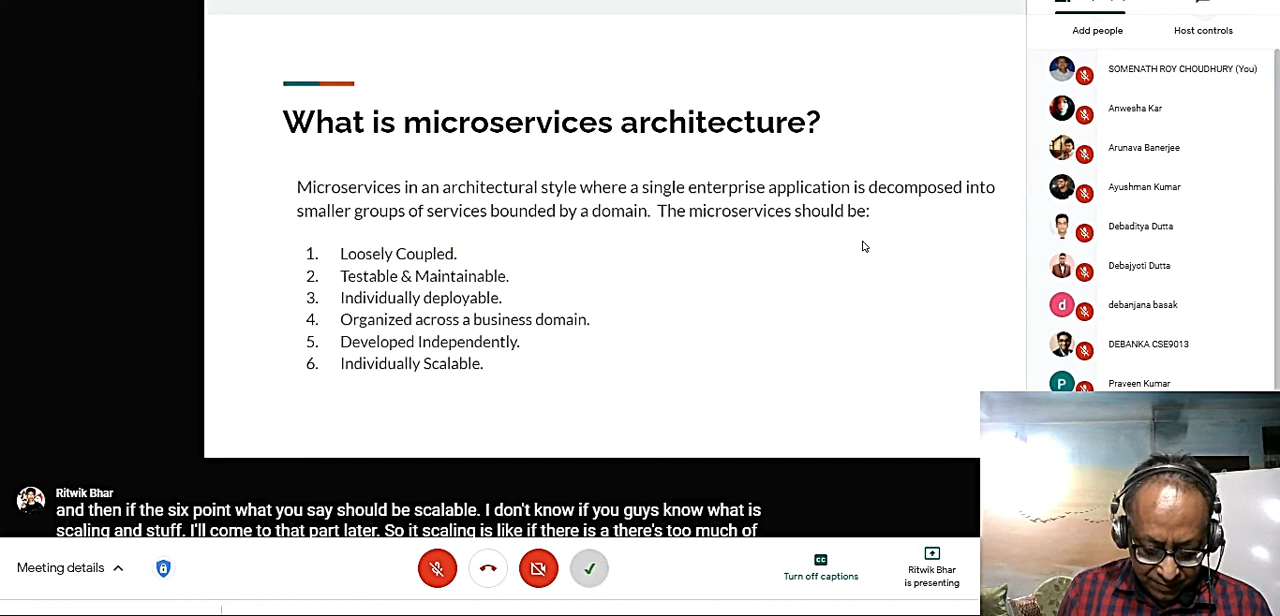 Add people
Host controls
What is microservices architecture?
Microservices in an architectural style where a single enterprise application is decomposed into
smaller groups of services bounded by a domain. The microservices should be:
1. Loosely Coupled.
2. Testable & Maintainable.
3. Individually deployable.
4. Organized across a business domain.
5. Developed Independently.
6. Individually Scalable.
SOMENATH ROY CHOUDHURY (You)
Anwesha Kar
Arunava Banerjee
Ayushman Kumar
Debaditya Dutta
Debajyoti Dutta
d
debanjana basak
DEBANKA CSE9013
P
Praveen Kumar
Ritwik Bhar
and then if the six point what you say should be scalable. I don't know if you guys know what is
scaling and stuff. I'll come to that part later. So it scaling is like if there is a there's too much of
Meeting details
CC
Turn off captions
Ritwik Bhar
is presenting